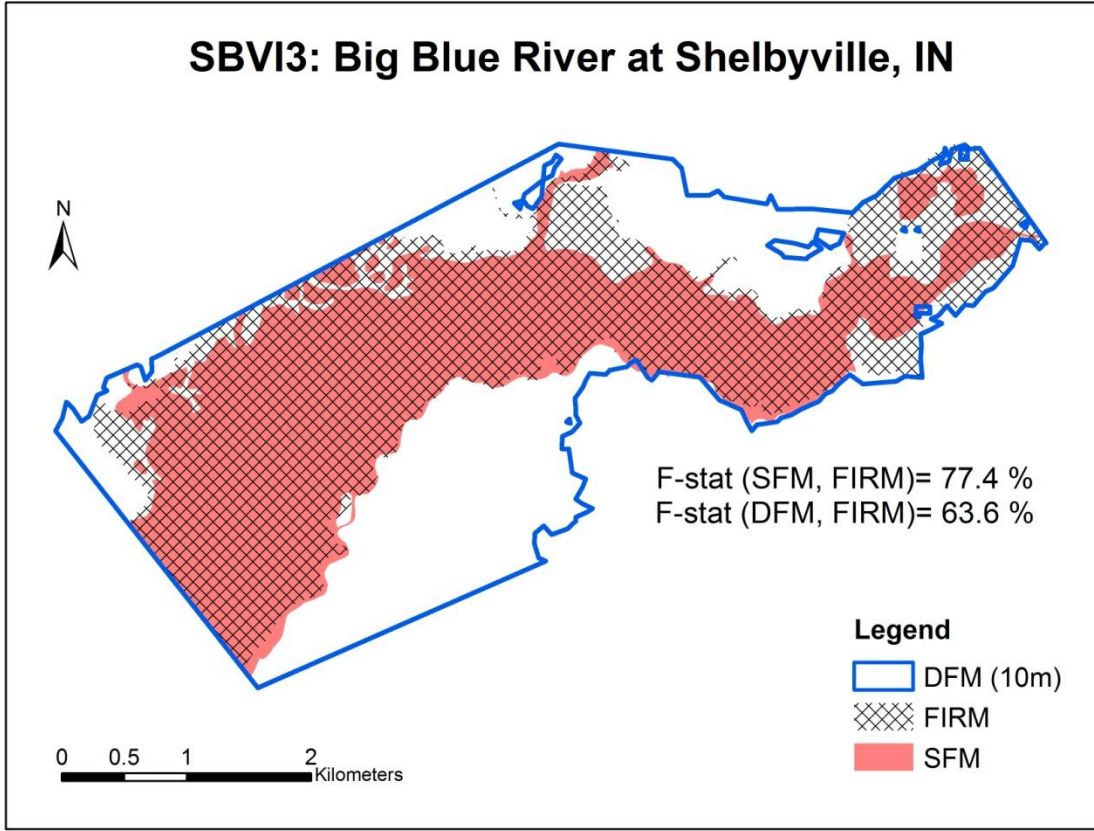 SBVI3: Big Blue River at Shelbyville, IN
N
F-stat (SFM, FIRM)= 77.4 %
F-stat (DFM, FIRM)= 63.6 %
Legend
DFM (10m)
FIRM
SFM
0 0.5 1 2
Kilometers